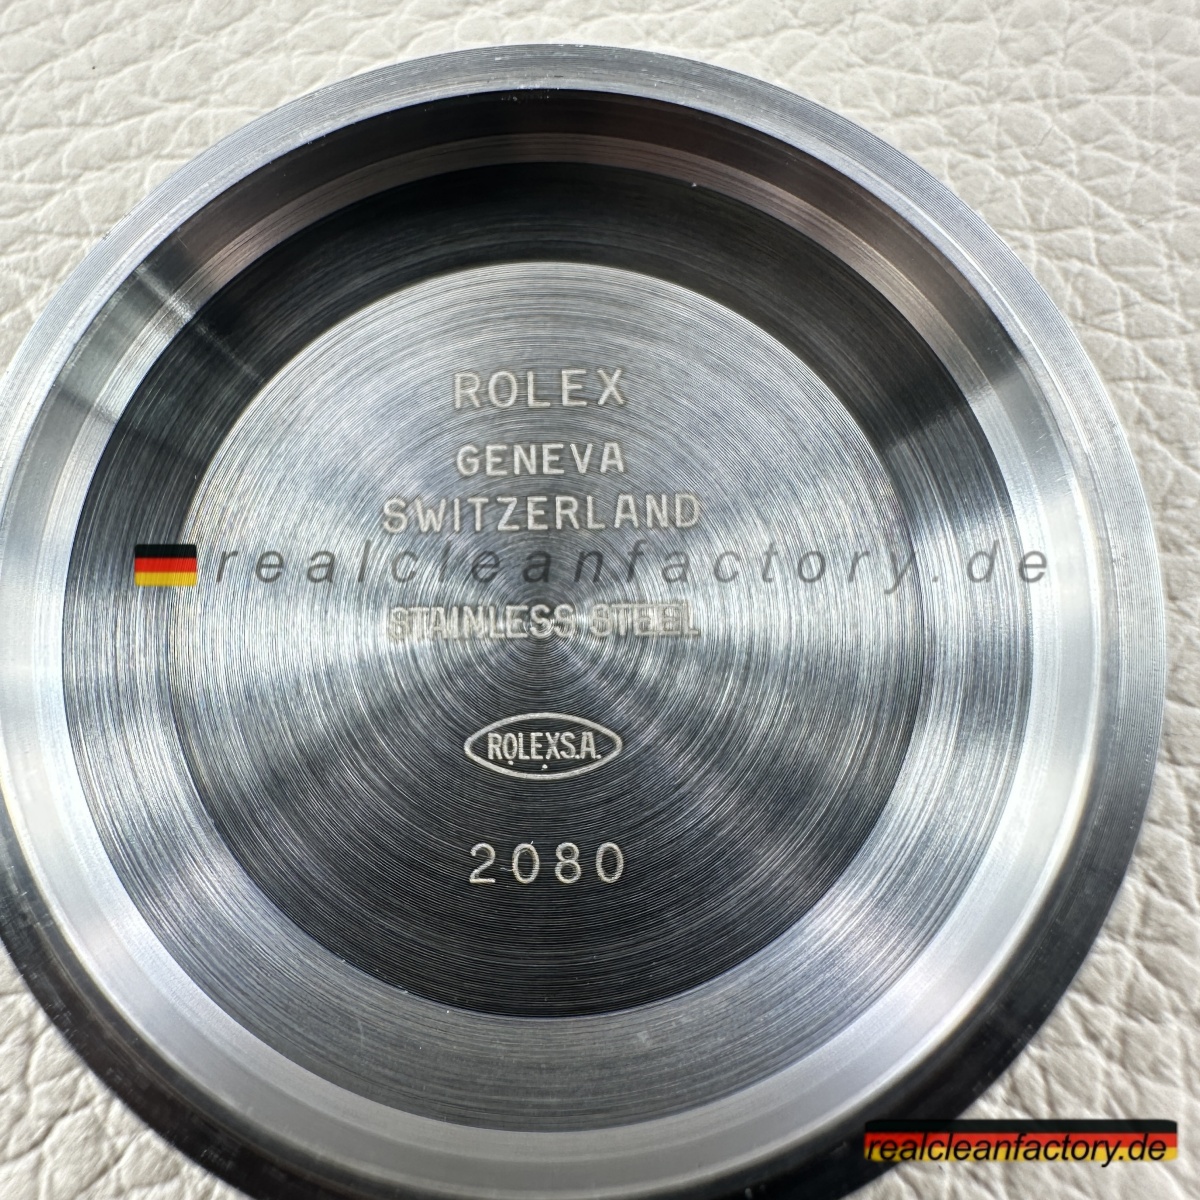 ROLEX
GENEVA
SWITZERLAND
realcleanfactory.de
STAINLESS STEEL
ROLEX S.A.
2080
realcleanfactory.de